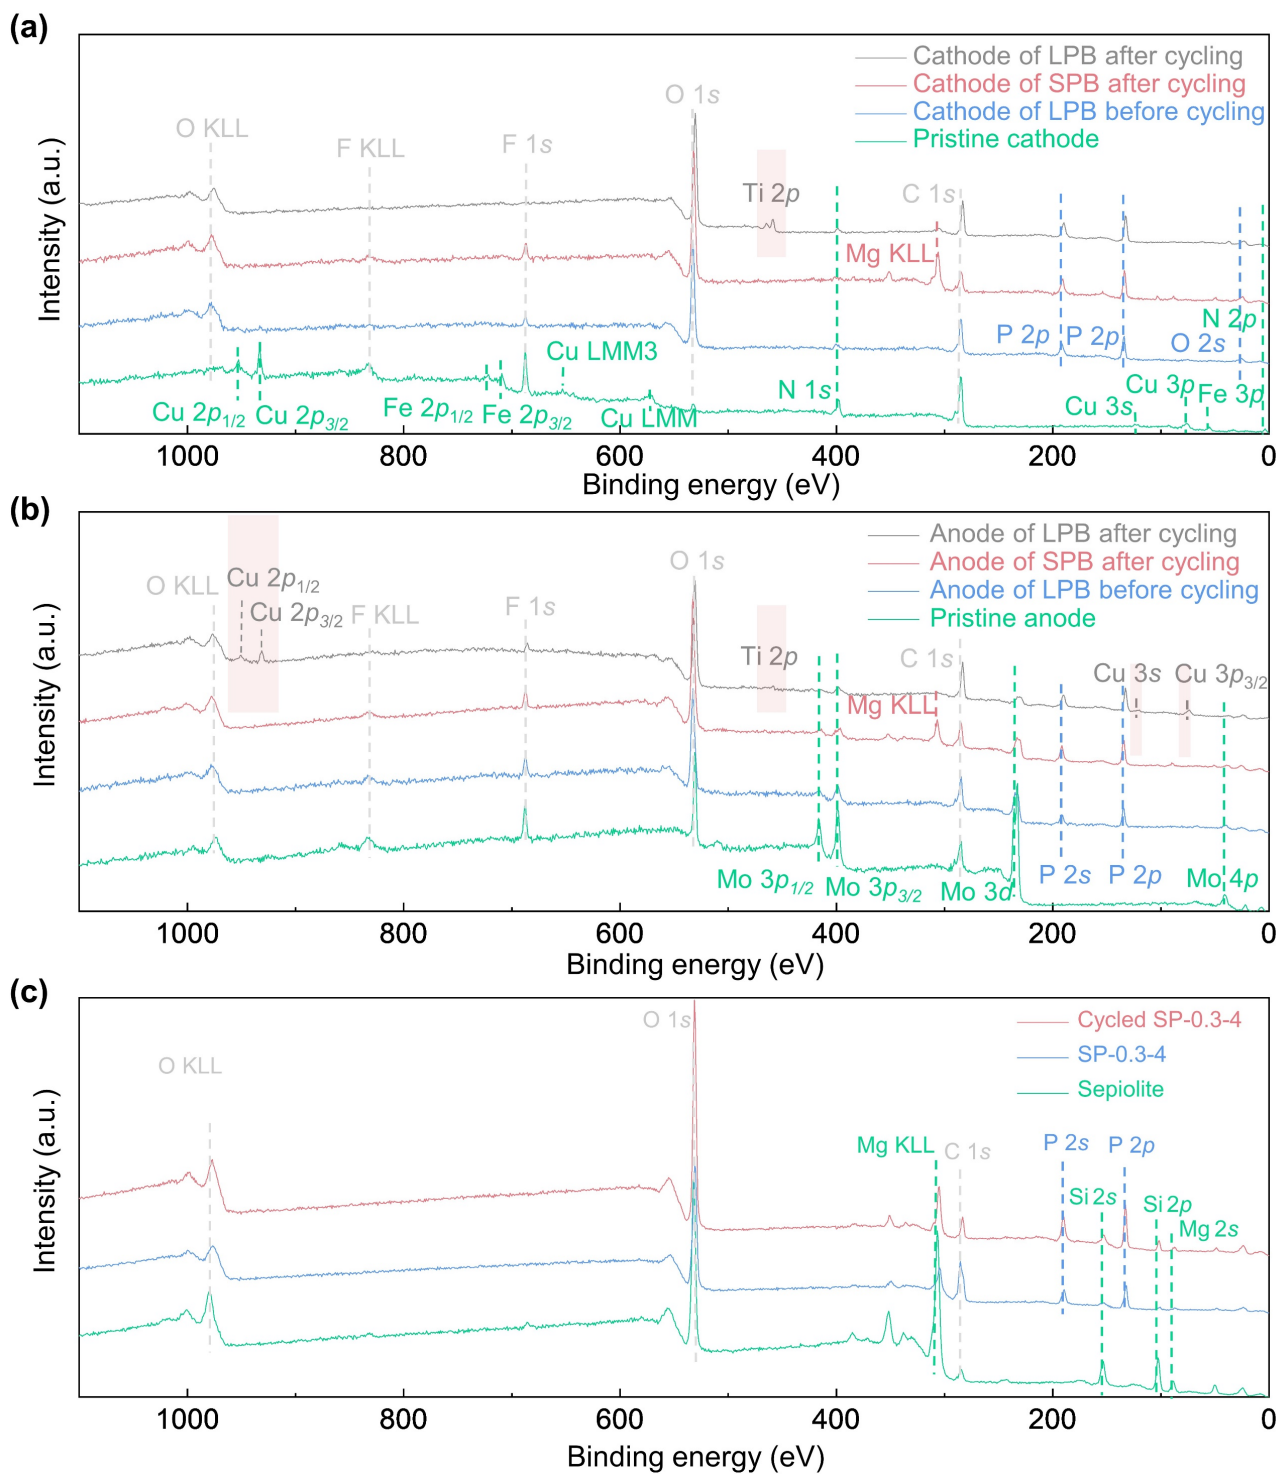 (a)
Cathode of LPB after cycling
Cathode of SPB after cycling
Cathode of LPB before cycling
Pristine cathode
O KLL
F KLL
F 1s
O 1s
Ti 2p
C 1s
Mg KLL
N 2p
P 2p
P 2p
O 2s
Cu LMM3
N 1s
Cu 3p
Fe 3p
Cu 3s
Cu 2p1/2
Cu 2p3/2
Fe 2p1/2
Fe 2p3/2
Cu LMM
Intensity (a.u.)
1000 800 600 400 200 0
Binding energy (eV)
(b)
Anode of LPB after cycling
Anode of SPB after cycling
Anode of LPB before cycling
Pristine anode
O KLL
Cu 2p1/2
Cu 2p3/2
F KLL
F 1s
O 1s
Ti 2p
C 1s
Cu 3s
Cu 3p3/2
Mg KLL
Mo 3p1/2
Mo 3p3/2
Mo 3d
P 2s
P 2p
Mo 4p
Intensity (a.u.)
1000 800 600 400 200 0
Binding energy (eV)
(c)
Cycled SP-0.3-4
SP-0.3-4
Sepiolite
O KLL
O 1s
Mg KLL
C 1s
P 2s
P 2p
Si 2s
Si 2p
Mg 2s
Intensity (a.u.)
1000 800 600 400 200 0
Binding energy (eV)